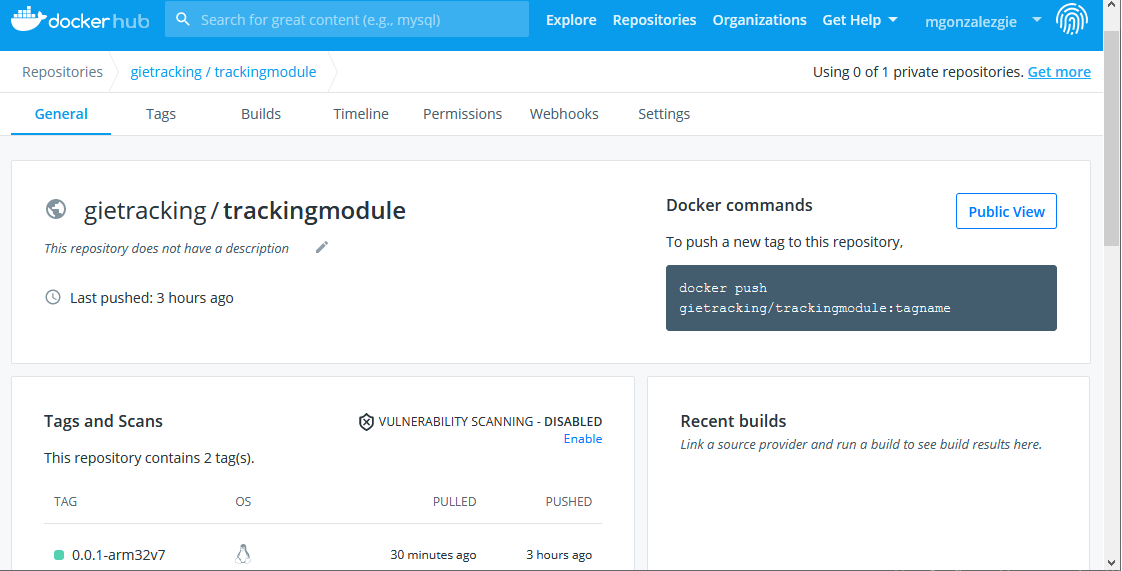 docker hub
Search for great content (e.g., mysql)
Explore Repositories Organizations Get Help mgonzalezgie
Repositories gietracking / trackingmodule Using 0 of 1 private repositories. Get more
General Tags Builds Timeline Permissions Webhooks Settings
gietracking / trackingmodule
This repository does not have a description
Last pushed: 3 hours ago
Docker commands
Public View
To push a new tag to this repository,
docker push
gietracking/trackingmodule:tagname
Tags and Scans
VULNERABILITY SCANNING - DISABLED
Enable
This repository contains 2 tag(s).
TAG OS PULLED PUSHED
0.0.1-arm32v7 30 minutes ago 3 hours ago
Recent builds
Link a source provider and run a build to see build results here.